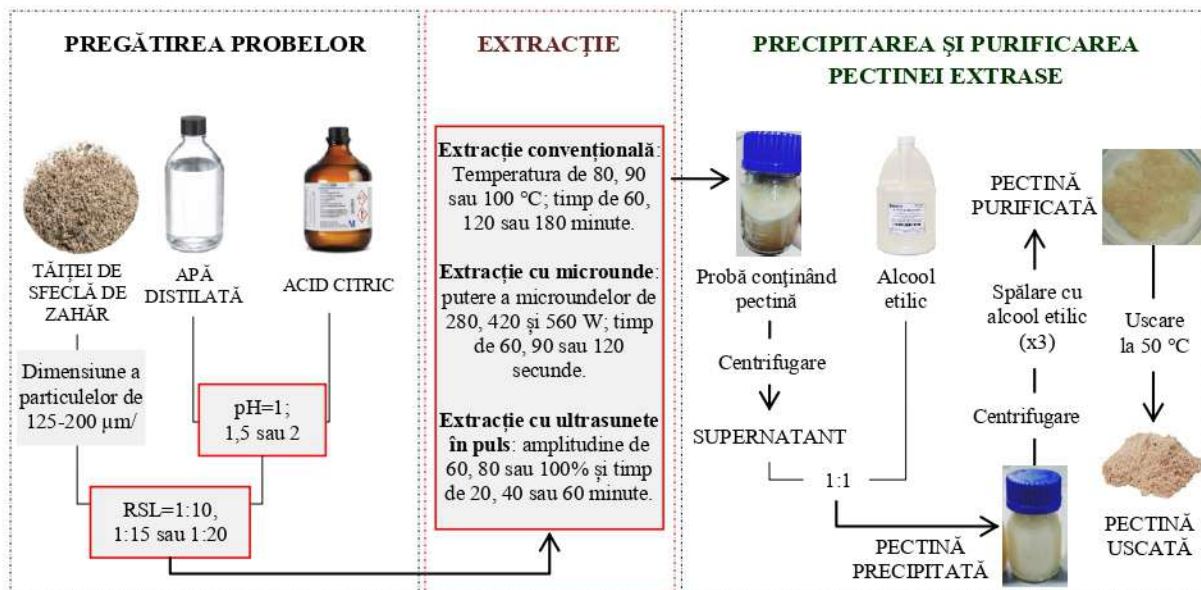 PREGĂTIREA PROBELOR
TĂIȚEI DE
SFECLĂ DE
ZAHĂR
APĂ
DISTILATĂ
ACID CITRIC
Dimensiune a
particulelor de
125-200 µm/
pH=1;
1,5 sau 2
RSL=1:10,
1:15 sau 1:20
EXTRACŢIE
Extracție convențională:
Temperatura de 80, 90
sau 100 °C; timp de 60,
120 sau 180 minute.
Extracție cu microunde:
putere a microundelor de
280, 420 și 560 W; timp
de 60, 90 sau 120
secunde.
Extracție cu ultrasunete
în puls: amplitudine de
60, 80 sau 100% și timp
de 20, 40 sau 60 minute.
PRECIPITAREA ŞI PURIFICAREA
PECTINEI EXTRASE
Probă conţinând
pectină
Alcool
etilic
Centrifugare
SUPERNATANT
1:1
PECTINĂ
PRECIPITATĂ
Centrifugare
Spălare cu
alcool etilic
(x3)
PECTINĂ
PURIFICATĂ
Uscare
la 50 °C
PECTINĂ
USCATĂ